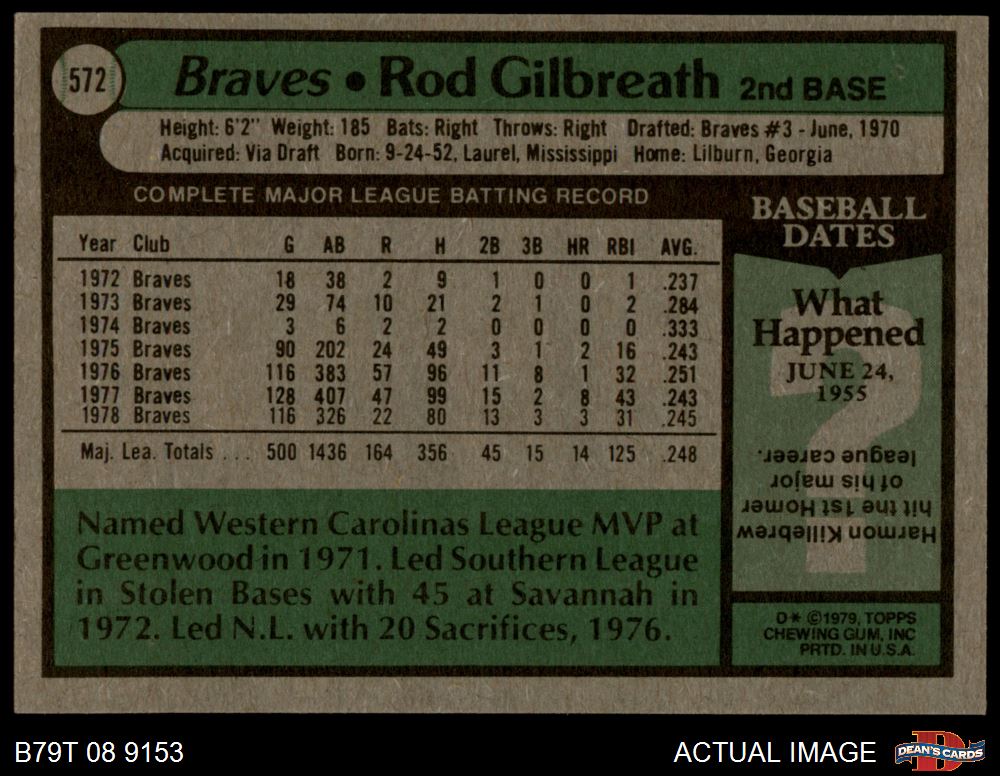 572
Braves • Rod Gilbreath 2nd BASE
Height: 6'2" Weight: 185 Bats: Right Throws: Right Drafted: Braves #3 - June, 1970
Acquired: Via Draft Born: 9-24-52, Laurel, Mississippi Home: Lilburn, Georgia
COMPLETE MAJOR LEAGUE BATTING RECORD
Year Club G AB R H 2B 3B HR RBI AVG.
1972 Braves 18 38 2 9 1 0 0 1 .237
1973 Braves 29 74 10 21 2 1 0 2 .284
1974 Braves 3 6 2 2 0 0 0 0 .333
1975 Braves 90 202 24 49 3 1 2 16 .243
1976 Braves 116 383 57 96 11 8 1 32 .251
1977 Braves 128 407 47 99 15 2 8 43 .243
1978 Braves 116 326 22 80 13 3 3 31 .245
Maj. Lea. Totals . . . 500 1436 164 356 45 15 14 125 .248
Named Western Carolinas League MVP at
Greenwood in 1971. Led Southern League
in Stolen Bases with 45 at Savannah in
1972. Led N.L. with 20 Sacrifices, 1976.
BASEBALL
DATES
What
Happened
JUNE 24,
1955
Harmon Killebrew
hit the 1st Homer
of his major
league career.
D* ©1979, TOPPS
CHEWING GUM, INC
PRTD. IN U.S.A.
B79T 08 9153
ACTUAL IMAGE
D
DEAN'S CARDS